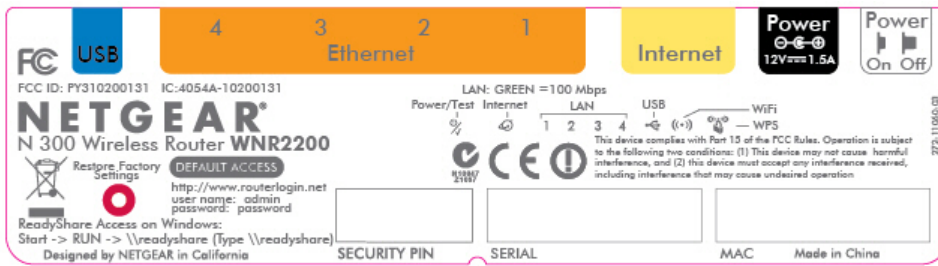 USB
4 3 2 1
Ethernet
Internet
Power
12V 1.5A
Power
On Off
FC
FCC ID: PY310200131 IC:4054A-10200131
LAN: GREEN =100 Mbps
NETGEAR®
Power/Test Internet LAN USB
WiFi
1 2 3 4
WPS
N 300 Wireless Router WNR2200
This device complies with Part 15 of the FCC Rules. Operation is subject
to the following two conditions: (1) This device may not cause harmful
interference, and (2) this device must accept any interference received,
including interference that may cause undesired operation
272-11060-03
Restore Factory
Settings
DEFAULT ACCESS
CE
N10947
http://www.routerlogin.net
user name: admin
password: password
ReadyShare Access on Windows:
Start -> RUN -> \\readyshare (Type \\readyshare)
Designed by NETGEAR in California
SECURITY PIN
SERIAL
MAC
Made in China